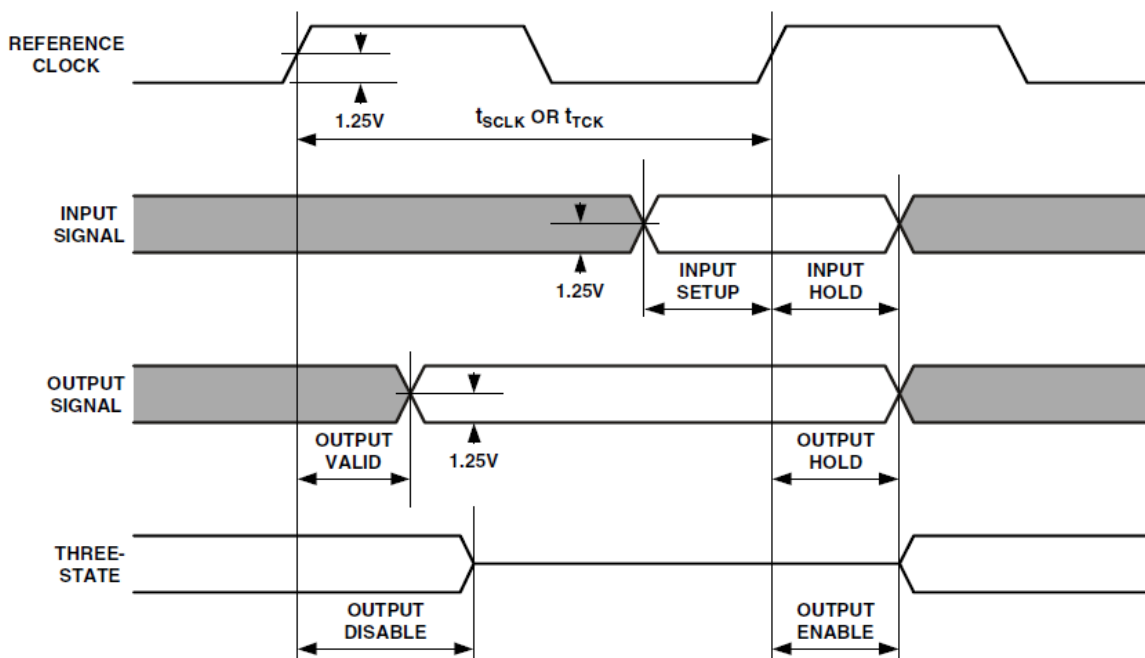 REFERENCE
CLOCK
1.25V
tSCLK OR tTCK
INPUT
SIGNAL
1.25V
INPUT
SETUP
INPUT
HOLD
OUTPUT
SIGNAL
OUTPUT
VALID
1.25V
OUTPUT
HOLD
THREE-
STATE
OUTPUT
DISABLE
OUTPUT
ENABLE